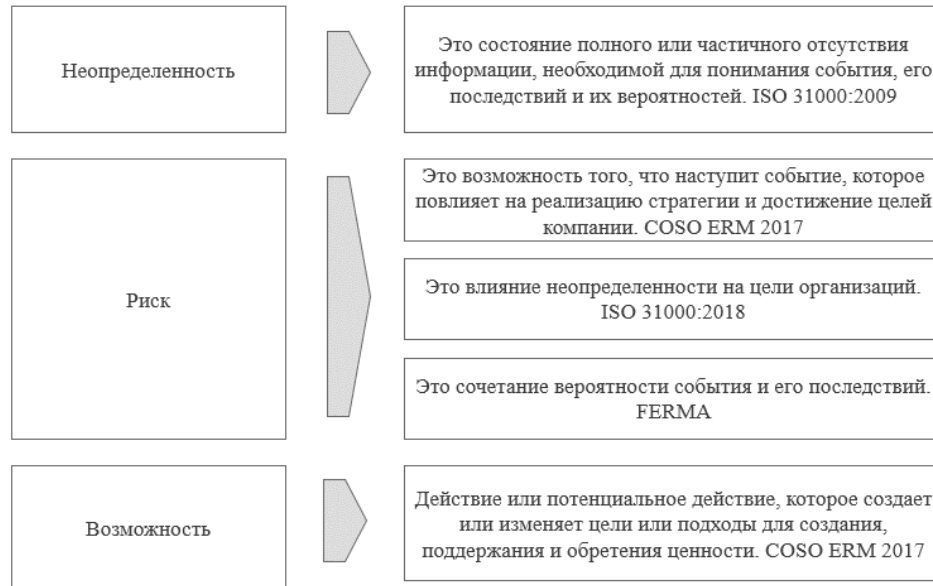 Неопределенность
Это состояние полного или частичного отсутствия
информации, необходимой для понимания события, его
последствий и их вероятностей. ISO 31000:2009
Риск
Это возможность того, что наступит событие, которое
повлияет на реализацию стратегии и достижение целей
компании. COSO ERM 2017
Это влияние неопределенности на цели организаций.
ISO 31000:2018
Это сочетание вероятности события и его последствий.
FERMA
Возможность
Действие или потенциальное действие, которое создает
или изменяет цели или подходы для создания,
поддержания и обретения ценности. COSO ERM 2017